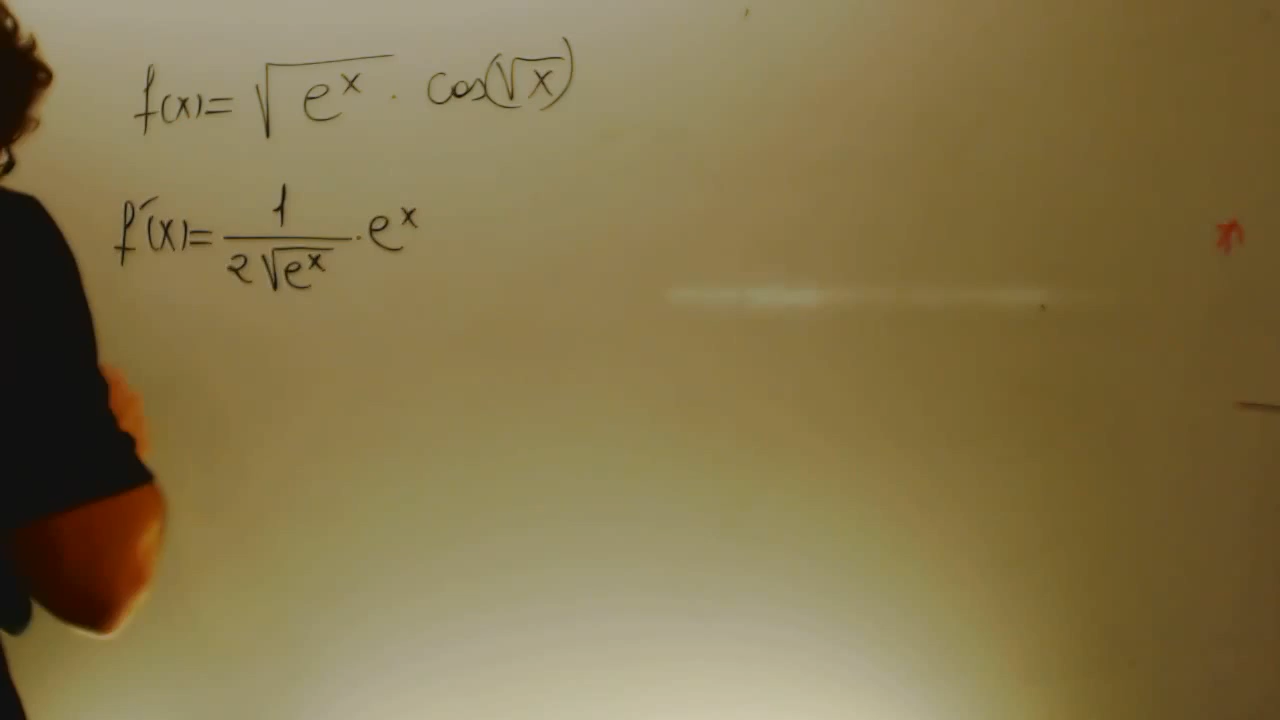 f(x)= √e^x · cos(√x)
f´(x)= 1/(2√e^x) · e^x